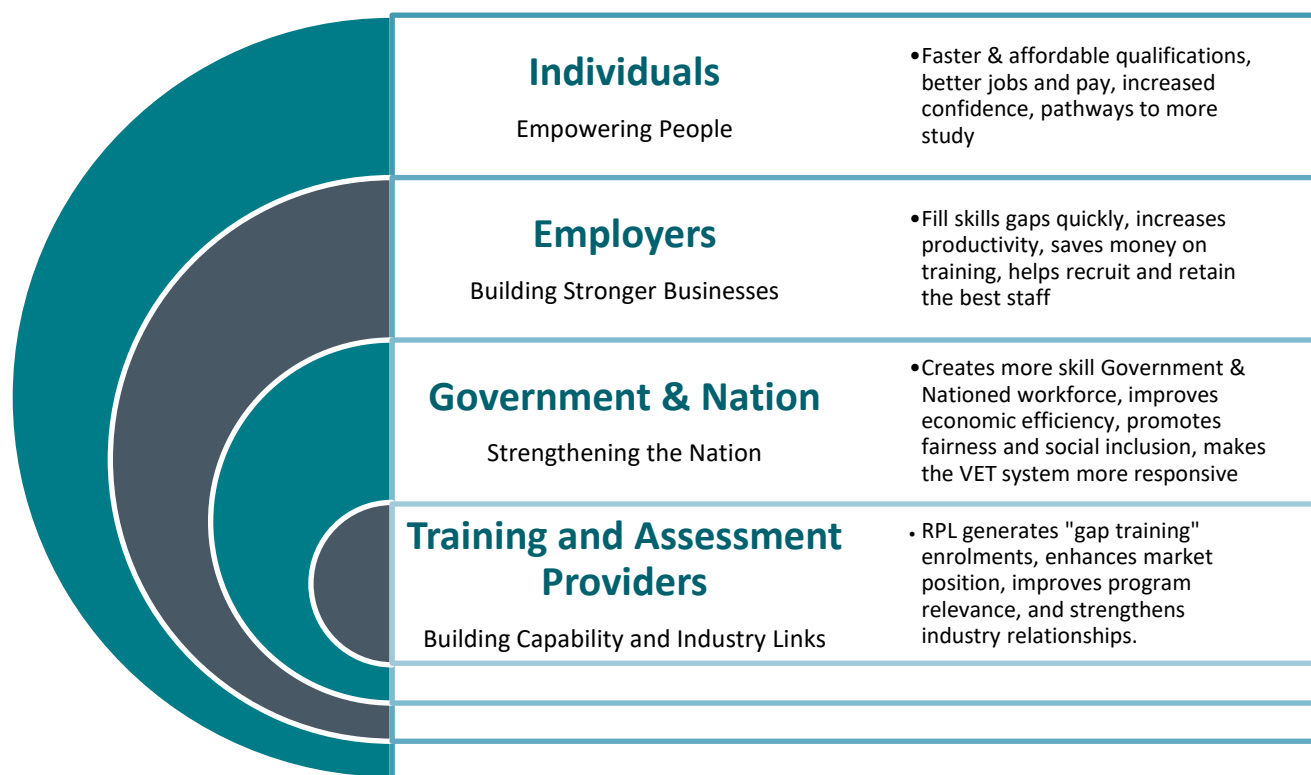 Individuals
Empowering People
•Faster & affordable qualifications,
better jobs and pay, increased
confidence, pathways to more
study
Employers
Building Stronger Businesses
•Fill skills gaps quickly, increases
productivity, saves money on
training, helps recruit and retain
the best staff
Government & Nation
Strengthening the Nation
•Creates more skill Government &
Nationed workforce, improves
economic efficiency, promotes
fairness and social inclusion, makes
the VET system more responsive
Training and Assessment
Providers
Building Capability and Industry Links
• RPL generates "gap training"
enrolments, enhances market
position, improves program
relevance, and strengthens
industry relationships.